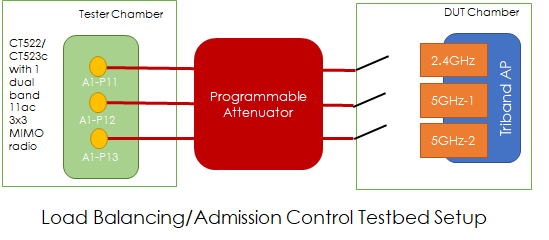 Tester Chamber
CT522/
CT523c
with 1
dual
band
11ac
3x3
MIMO
radio
A1-P11
A1-P12
A1-P13
Programmable
Attenuator
DUT Chamber
2.4GHz
5GHz-1
5GHz-2
Triband AP
Load Balancing/Admission Control Testbed Setup